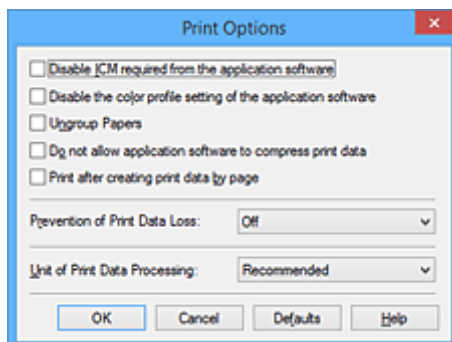 Print Options
Disable ICM required from the application software
Disable the color profile setting of the application software
Ungroup Papers
Do not allow application software to compress print data
Print after creating print data by page
Prevention of Print Data Loss: Off
Unit of Print Data Processing: Recommended
OK Cancel Defaults Help